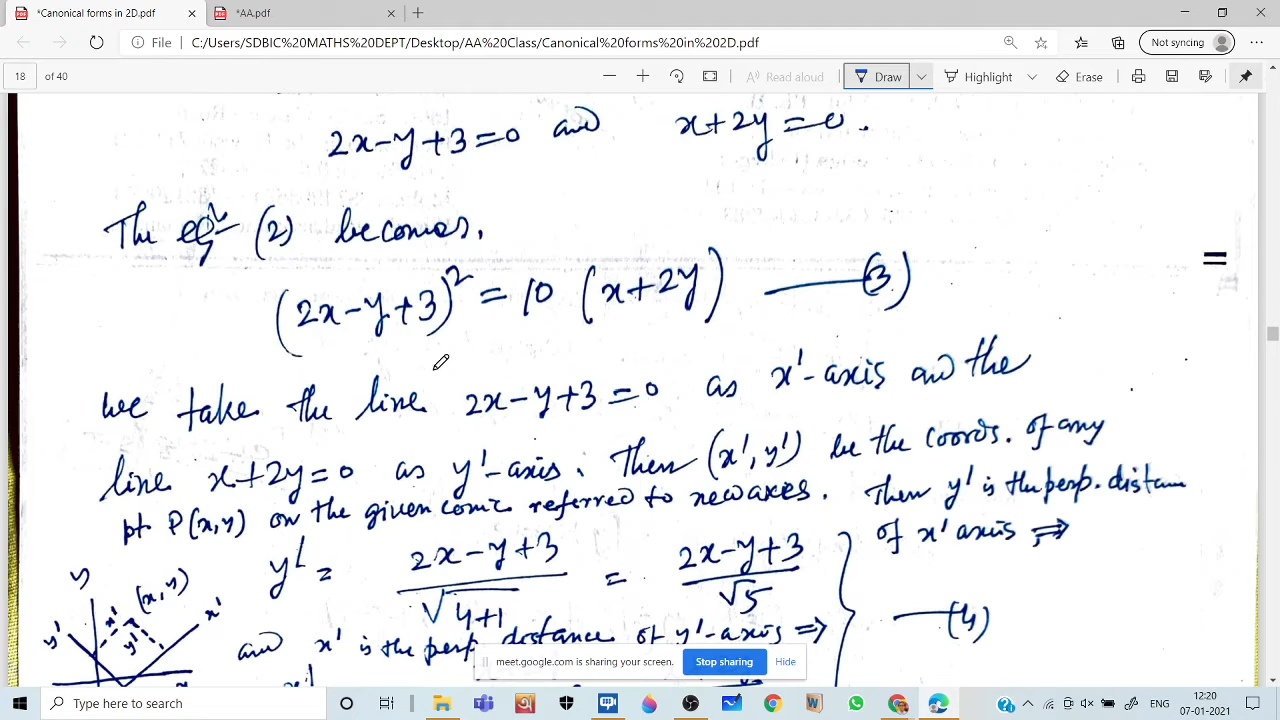 *Canonical forms in 2D.pdf
*AA.pdf
File C:/Users/SDBIC%20MATHS%20DEPT/Desktop/AA%20Class/Canonical%20forms%20in%202D.pdf
Not syncing
18 of 40
Read aloud
Draw
Highlight
Erase
2x-y+3=0 and x+2y=0.
The eqn (2) becomes,
(2x-y+3)² = 10 (x+2y) —(3)
we take the line 2x-y+3=0 as x'-axis and the
line x+2y=0 as y'-axis. Then (x', y') be the coords. of any
pt. P(x,y) on the given conic referred to new axes. Then y' is the perp. distance
of x' axis ⇒
y' = 2x-y+3 / √4+1 = 2x-y+3 / √5
—(4)
and x' is the perp. distance of y'-axis ⇒
y
(x, y)
x'
y'
x'
y'
x
x'
meet.google.com is sharing your screen.
Stop sharing
Hide
Type here to search
12:20
07-01-2021